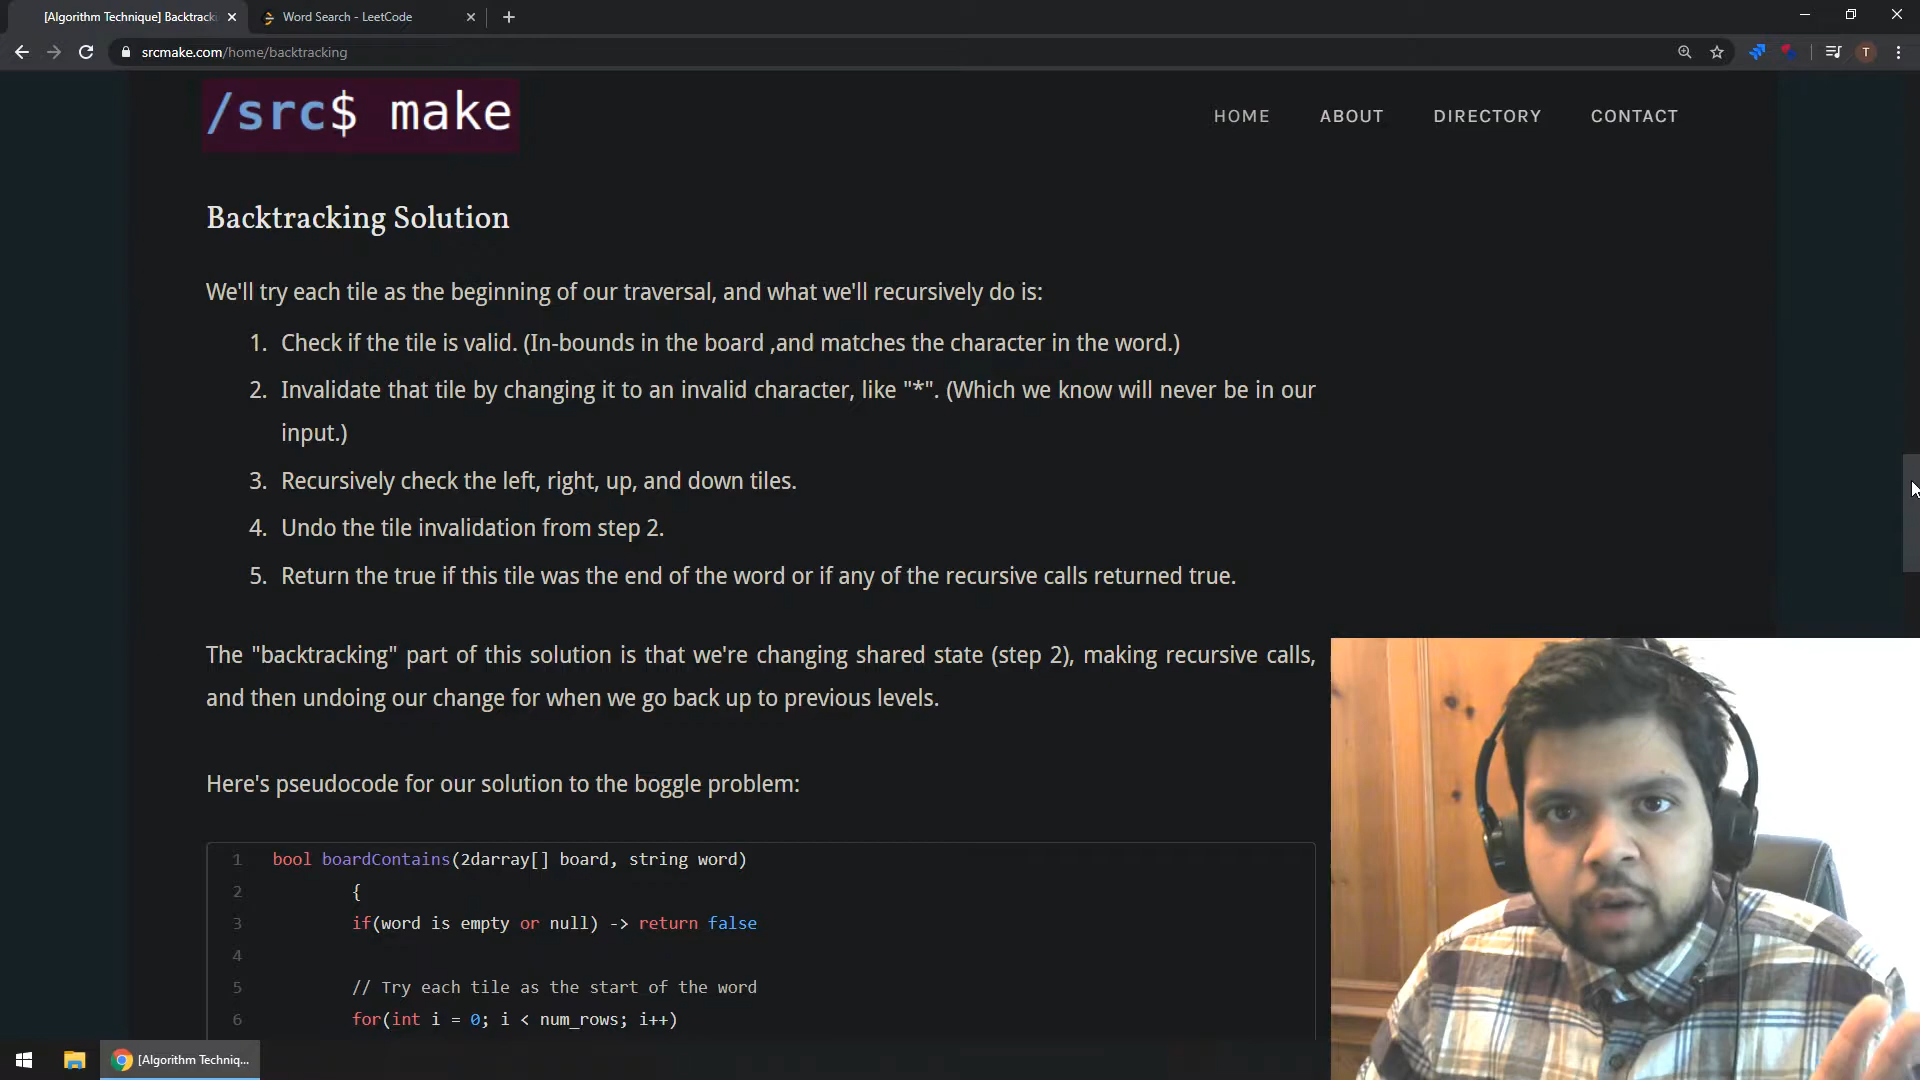 [Algorithm Technique] Backtracki
Word Search - LeetCode
srcmake.com/home/backtracking
T
/src$ make
HOME
ABOUT
DIRECTORY
CONTACT
Backtracking Solution
We'll try each tile as the beginning of our traversal, and what we'll recursively do is:
1. Check if the tile is valid. (In-bounds in the board ,and matches the character in the word.)
2. Invalidate that tile by changing it to an invalid character, like "*". (Which we know will never be in our
input.)
3. Recursively check the left, right, up, and down tiles.
4. Undo the tile invalidation from step 2.
5. Return the true if this tile was the end of the word or if any of the recursive calls returned true.
The "backtracking" part of this solution is that we're changing shared state (step 2), making recursive calls,
and then undoing our change for when we go back up to previous levels.
Here's pseudocode for our solution to the boggle problem:
1 bool boardContains(2darray[] board, string word)
2 {
3 if(word is empty or null) -> return false
4
5 // Try each tile as the start of the word
6 for(int i = 0; i < num_rows; i++)
[Algorithm Techniq...